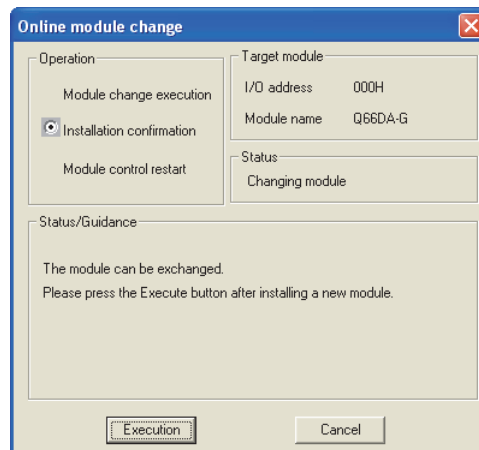 Online module change
Operation
Module change execution
Installation confirmation
Module control restart
Target module
I/O address 000H
Module name Q66DA-G
Status
Changing module
Status/Guidance
The module can be exchanged.
Please press the Execute button after installing a new module.
Execution
Cancel